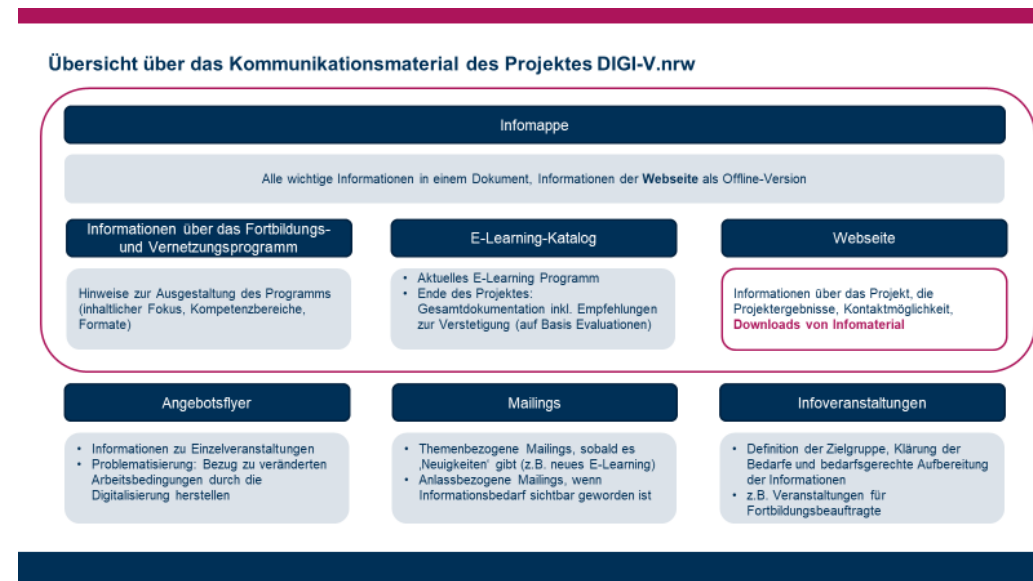 Übersicht über das Kommunikationsmaterial des Projektes DIGI-V.nrw
Infomappe
Alle wichtige Informationen in einem Dokument, Informationen der Webseite als Offline-Version
Informationen über das Fortbildungs-
und Vernetzungsprogramm
Hinweise zur Ausgestaltung des Programms
(inhaltlicher Fokus, Kompetenzbereiche,
Formate)
E-Learning-Katalog
• Aktuelles E-Learning Programm
• Ende des Projektes:
Gesamtdokumentation inkl. Empfehlungen
zur Verstetigung (auf Basis Evaluationen)
Webseite
Informationen über das Projekt, die
Projektergebnisse, Kontaktmöglichkeit,
Downloads von Infomaterial
Angebotsflyer
• Informationen zu Einzelveranstaltungen
• Problematisierung: Bezug zu veränderten
Arbeitsbedingungen durch die
Digitalisierung herstellen
Mailings
• Themenbezogene Mailings, sobald es
‚Neuigkeiten‘ gibt (z.B. neues E-Learning)
• Anlassbezogene Mailings, wenn
Informationsbedarf sichtbar geworden ist
Infoveranstaltungen
• Definition der Zielgruppe, Klärung der
Bedarfe und bedarfsgerechte Aufbereitung
der Informationen
• z.B. Veranstaltungen für
Fortbildungsbeauftragte